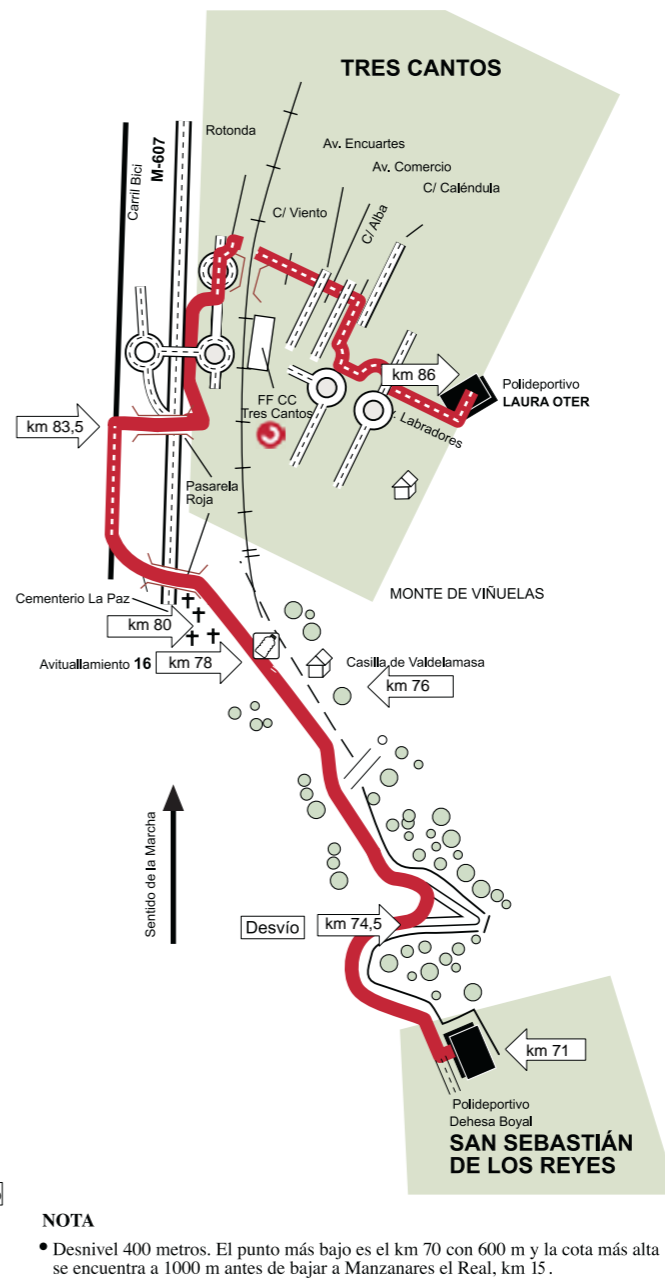 TRES CANTOS
Rotonda
Av. Encuartes
Av. Comercio
C/ Caléndula
Carril Bici
M-607
C/ Viento
C/ Alba
km 86
Polideportivo
LAURA OTER
FF CC
Tres Cantos
. Labradores
km 83,5
Pasarela
Roja
MONTE DE VIÑUELAS
Cementerio La Paz
km 80
Avituallamiento 16
km 78
Casilla de Valdelamasa
km 76
Sentido de la Marcha
Desvío
km 74,5
km 71
Polideportivo
Dehesa Boyal
SAN SEBASTIÁN
DE LOS REYES
NOTA
• Desnivel 400 metros. El punto más bajo es el km 70 con 600 m y la cota más alta
se encuentra a 1000 m antes de bajar a Manzanares el Real, km 15.